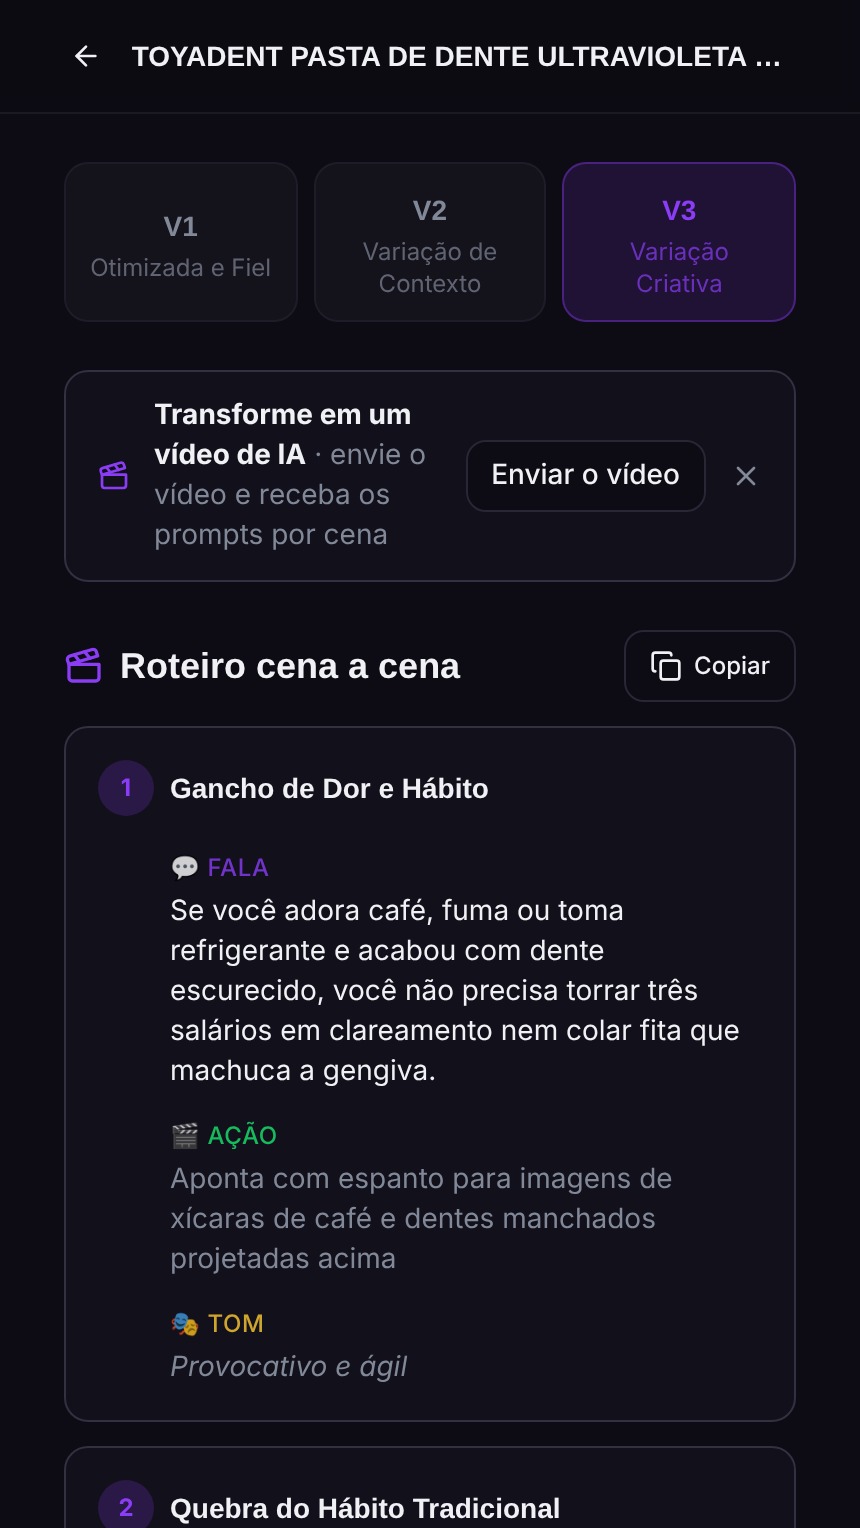 TOYADENT PASTA DE DENTE ULTRAVIOLETA ...
V1
Otimizada e Fiel
V2
Variação de
Contexto
V3
Variação
Criativa
Transforme em um
vídeo de IA · envie o
vídeo e receba os
prompts por cena
Enviar o vídeo
Roteiro cena a cena
Copiar
1
Gancho de Dor e Hábito
💬 FALA
Se você adora café, fuma ou toma
refrigerante e acabou com dente
escurecido, você não precisa torrar três
salários em clareamento nem colar fita que
machuca a gengiva.
🎬 AÇÃO
Aponta com espanto para imagens de
xícaras de café e dentes manchados
projetadas acima
🎭 TOM
Provocativo e ágil
2
Quebra do Hábito Tradicional